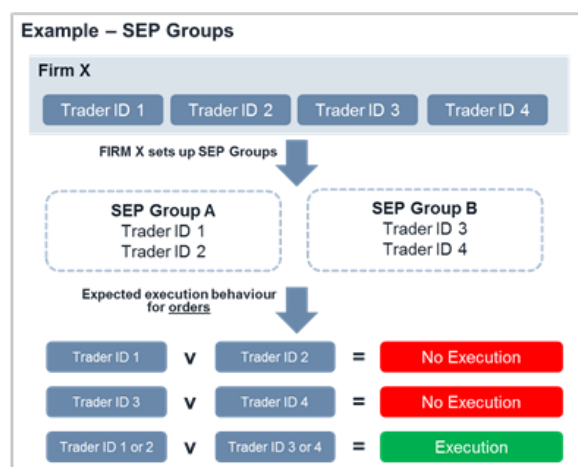 Example – SEP Groups
Firm X
Trader ID 1 Trader ID 2 Trader ID 3 Trader ID 4
FIRM X sets up SEP Groups
SEP Group A
Trader ID 1
Trader ID 2
SEP Group B
Trader ID 3
Trader ID 4
Expected execution behaviour
for orders
Trader ID 1 v Trader ID 2 = No Execution
Trader ID 3 v Trader ID 4 = No Execution
Trader ID 1 or 2 v Trader ID 3 or 4 = Execution